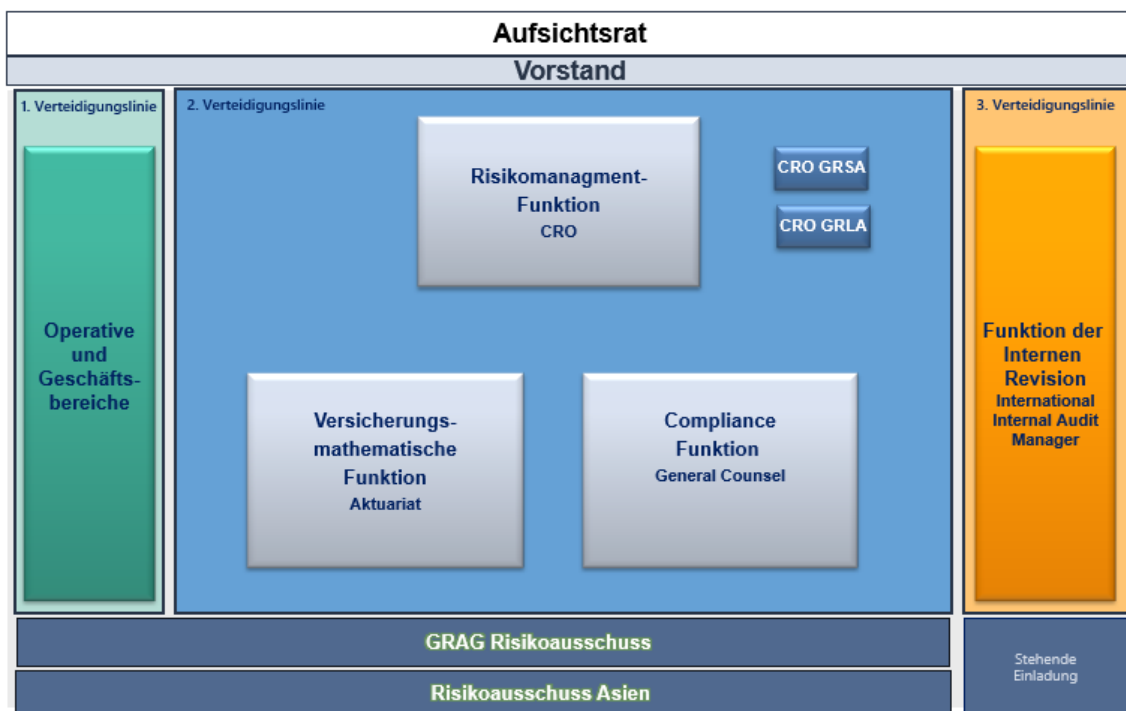 Aufsichtsrat
Vorstand
1. Verteidigungslinie
Operative
und
Geschäfts-
bereiche
2. Verteidigungslinie
Risikomanagment-
Funktion
CRO
CRO GRSA
CRO GRLA
Versicherungs-
mathematische
Funktion
Aktuariat
Compliance
Funktion
General Counsel
3. Verteidigungslinie
Funktion der
Internen
Revision
International
Internal Audit
Manager
GRAG Risikoausschuss
Risikoausschuss Asien
Stehende
Einladung